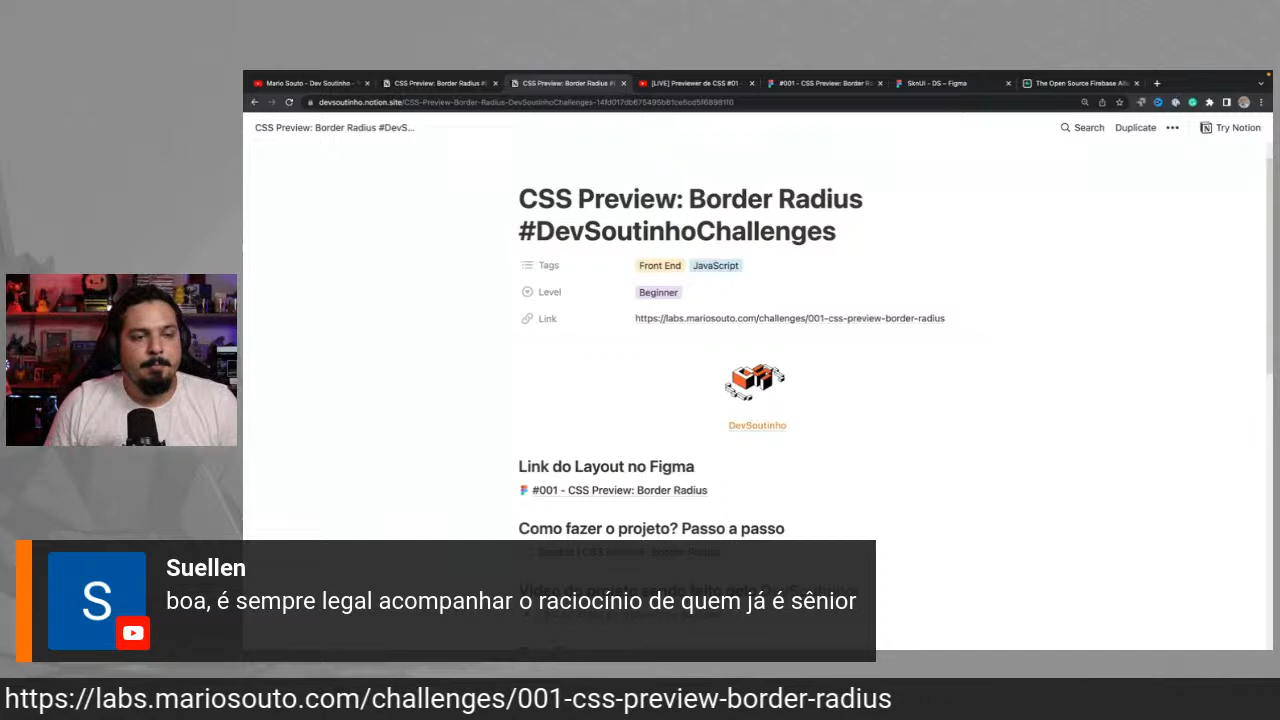 Mario Souto - Dev Soutinho -
CSS Preview: Border Radius #
CSS Preview: Border Radius #
[LIVE] Previewer de CSS #01
#001 - CSS Preview: Border R
SknUI - DS – Figma
The Open Source Firebase Alte
devsoutinho.notion.site/CSS-Preview-Border-Radius-DevSoutinhoChallenges-14fd017db675495b81ce5cd5f68981f0
CSS Preview: Border Radius #DevS...
Search
Duplicate
Try Notion
CSS Preview: Border Radius
#DevSoutinhoChallenges
Tags
Front End
JavaScript
Level
Beginner
Link
https://labs.mariosouto.com/challenges/001-css-preview-border-radius
DevSoutinho
Link do Layout no Figma
#001 - CSS Preview: Border Radius
Como fazer o projeto? Passo a passo
S
Suellen
boa, é sempre legal acompanhar o raciocínio de quem já é sênior
https://labs.mariosouto.com/challenges/001-css-preview-border-radius